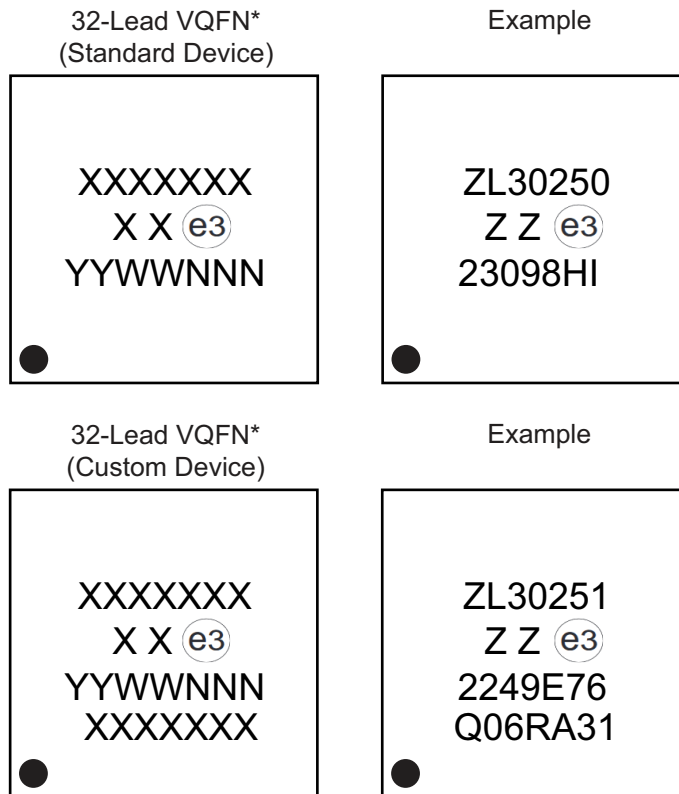 32-Lead VQFN*
(Standard Device)
Example
XXXXXXX
X X e3
YYWWNNN
ZL30250
Z Z e3
23098HI
32-Lead VQFN*
(Custom Device)
Example
XXXXXXX
X X e3
YYWWNNN
XXXXXXX
ZL30251
Z Z e3
2249E76
Q06RA31